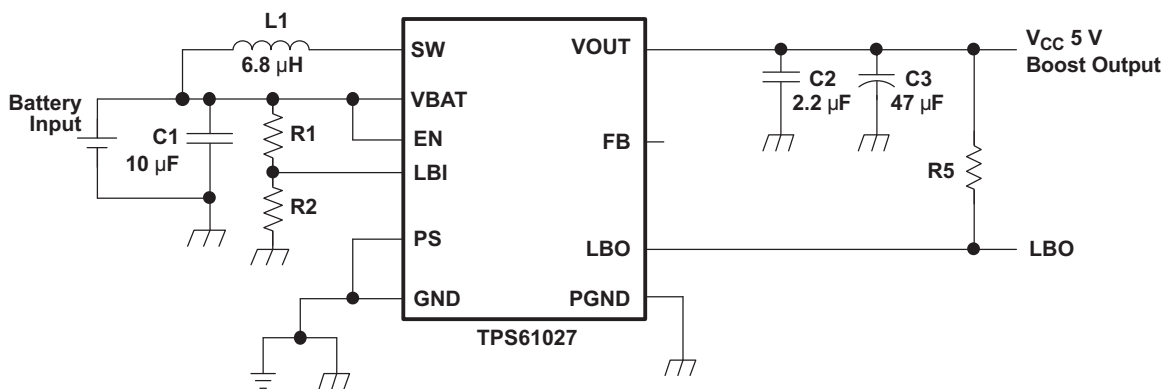 L1
6.8 µH
SW
VOUT
V_CC 5 V
Boost Output
Battery
Input
C1
10 µF
R1
R2
VBAT
EN
LBI
PS
GND
FB
LBO
PGND
C2
2.2 µF
C3
47 µF
R5
LBO
TPS61027